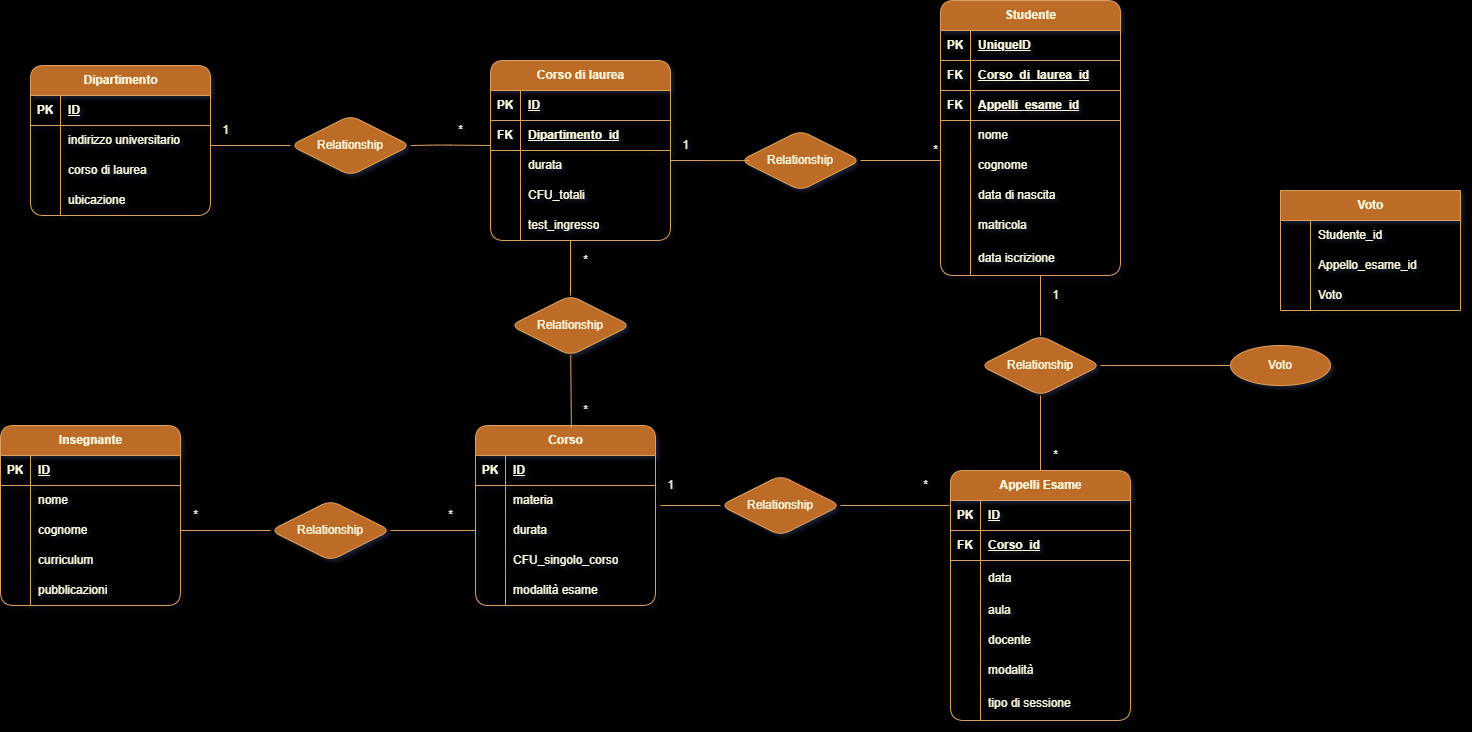 Dipartimento
PK ID
indirizzo universitario
corso di laurea
ubicazione
1
Relationship
*
Corso di laurea
PK ID
FK Dipartimento_id
durata
CFU_totali
test_ingresso
1
Relationship
*
Studente
PK UniqueID
FK Corso_di_laurea_id
FK Appelli_esame_id
nome
cognome
data di nascita
matricola
data iscrizione
Voto
Studente_id
Appello_esame_id
Voto
*
Relationship
*
1
Relationship
Voto
*
Insegnante
PK ID
nome
cognome
curriculum
pubblicazioni
*
Relationship
*
Corso
PK ID
materia
durata
CFU_singolo_corso
modalità esame
1
Relationship
*
Appelli Esame
PK ID
FK Corso_id
data
aula
docente
modalità
tipo di sessione